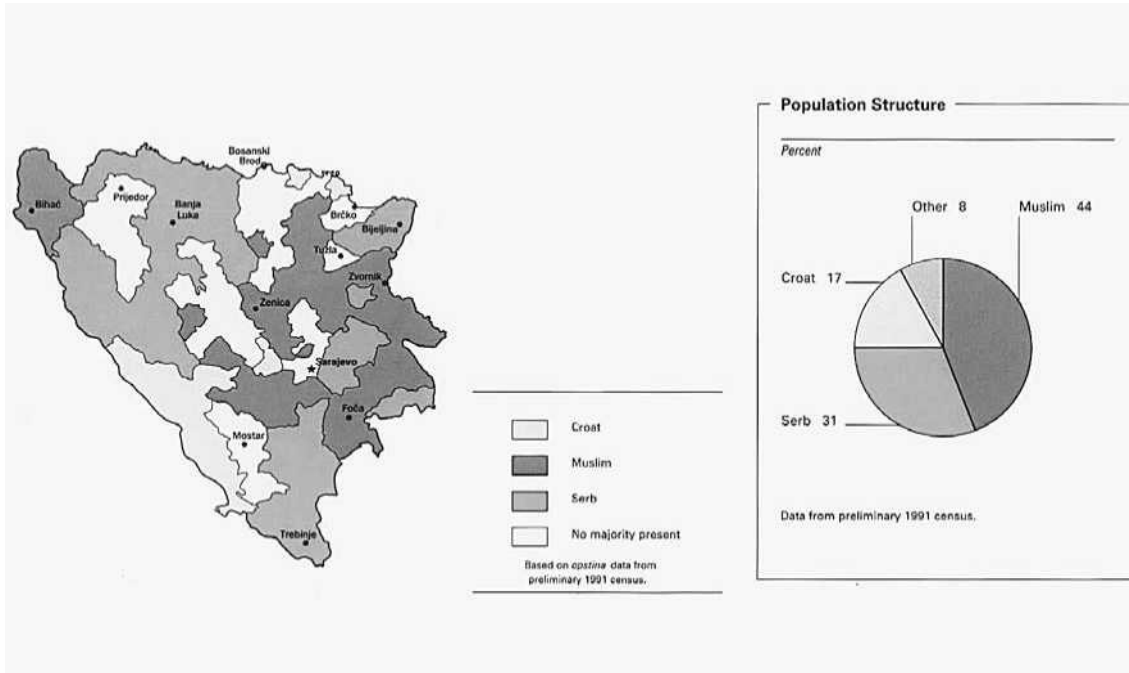 Bosanski
Brod
Prijedor
Bihać
Banja
Luka
Brčko
Bijeljina
Tuzla
Zvornik
Zenica
Sarajevo
Foča
Mostar
Trebinje
Croat
Muslim
Serb
No majority present
Based on opstina data from
preliminary 1991 census.
Population Structure
Percent
Other 8
Muslim 44
Croat 17
Serb 31
Data from preliminary 1991 census.